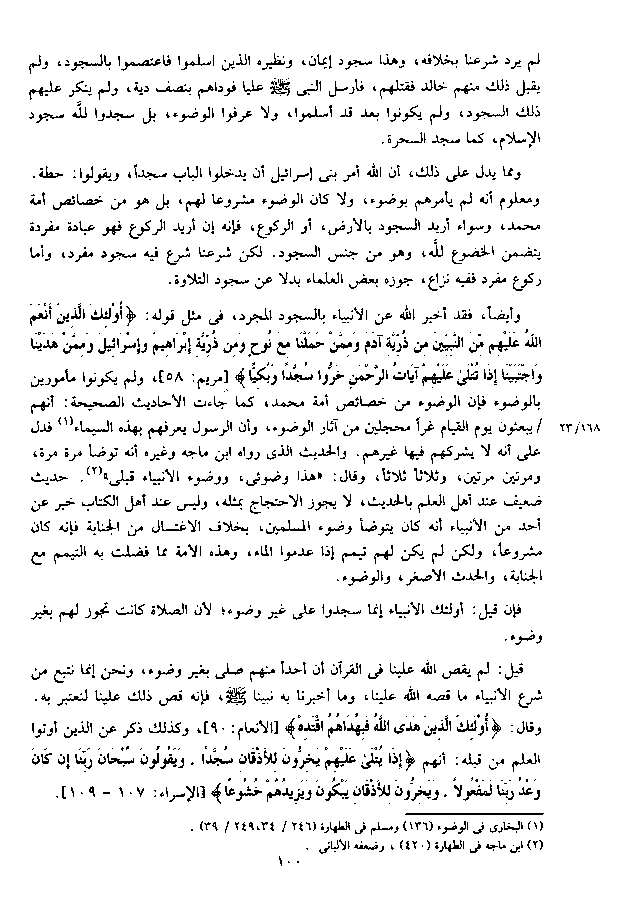 لم يرد شرعنا بخلافه، وهذا سجود إيمان، ونظيره الذين اسلموا فاعتصموا بالسجود، ولم
يقبل ذلك منهم خالد فقتلهم، فأرسل النبي ﷺ عليا فوداهم بنصف دية، ولم ينكر عليهم
ذلك السجود، ولم يكونوا بعد قد أسلموا، ولا عرفوا الوضوء، بل سجدوا للَّه سجود
الإسلام، كما سجد السحرة.
ومما يدل على ذلك، أن الله أمر بنى إسرائيل أن يدخلوا الباب سجداً، ويقولوا: حطة.
ومعلوم أنه لم يأمرهم بوضوء، ولا كان الوضوء مشروعا لهم، بل هو من خصائص أمة
محمد، وسواء أريد السجود بالأرض، أو الركوع، فإنه إن أريد الركوع فهو عبادة مفردة
يتضمن الخضوع للَّه، وهو من جنس السجود. لكن شرعنا شرع فيه سجود مفرد، وأما
ركوع مفرد ففيه نزاع، جوزه بعض العلماء بدلا عن سجود التلاوة.
وأيضاً، فقد أخبر الله عن الأنبياء بالسجود المجرد، فى مثل قوله: ﴿أُوْلَئِكَ الَّذِينَ أَنْعَمَ
اللَّهُ عَلَيْهِم مِّنَ النَّبِيِّينَ مِن ذُرِّيَّةِ آدَمَ وَمِمَّنْ حَمَلْنَا مَعَ نُوحٍ وَمِن ذُرِّيَّةِ إِبْرَاهِيمَ وَإِسْرَائِيلَ وَمِمَّنْ هَدَيْنَا
وَاجْتَبَيْنَا إِذَا تُتْلَىٰ عَلَيْهِمْ آيَاتُ الرَّحْمَنِ خَرُّوا سُجَّدًا وَبُكِيًّا﴾ [مريم: ٥٨]، ولم يكونوا مأمورين
بالوضوء فإن الوضوء من خصائص أمة محمد، كما جاءت الأحاديث الصحيحة: أنهم
٢٣/١٦٨ / يبعثون يوم القيام غراً محجلين من آثار الوضوء، وأن الرسول يعرفهم بهذه السيماء(١) فدل
على أنه لا يشركهم فيها غيرهم. والحديث الذى رواه ابن ماجه وغيره أنه توضأ مرة مرة،
ومرتين مرتين، وثلاثاً ثلاثاً، وقال: «هذا وضوئى، ووضوء الأنبياء قبلى»(٢). حديث
ضعيف عند أهل العلم بالحديث، لا يجوز الاحتجاج بمثله، وليس عند أهل الكتاب خبر عن
أحد من الأنبياء أنه كان يتوضأ وضوء المسلمين، بخلاف الاغتسال من الجنابة فإنه كان
مشروعاً، ولكن لم يكن لهم تيمم إذا عدموا الماء، وهذه الأمة مما فضلت به التيمم مع
الجنابة، والحدث الأصغر، والوضوء.
فإن قيل: أولئك الأنبياء إنما سجدوا على غير وضوء؛ لأن الصلاة كانت تجوز لهم بغير
وضوء.
قيل: لم يقص الله علينا فى القرآن أن أحداً منهم صلى بغير وضوء، ونحن إنما نتبع من
شرع الأنبياء ما قصه الله علينا، وما أخبرنا به نبينا ﷺ، فإنه قص ذلك علينا لنعتبر به.
وقال: ﴿أُوْلَئِكَ الَّذِينَ هَدَى اللَّهُ فَبِهُدَاهُمُ اقْتَدِهْ﴾ [الأنعام: ٩٠]، وكذلك ذكر عن الذين أوتوا
العلم من قبله: أنهم ﴿إِذَا يُتْلَىٰ عَلَيْهِمْ يَخِرُّونَ لِلأَذْقَانِ سُجَّدًا . وَيَقُولُونَ سُبْحَانَ رَبِّنَا إِن كَانَ
وَعْدُ رَبِّنَا لَمَفْعُولاً . وَيَخِرُّونَ لِلأَذْقَانِ يَبْكُونَ وَيَزِيدُهُمْ خُشُوعًا﴾ [الإسراء: ١٠٧ - ١٠٩].
(١) البخارى فى الوضوء (١٣٦) ومسلم فى الطهارة (٢٤٦ / ٢٤٩،٣٤ / ٣٩) .
(٢) ابن ماجه فى الطهارة (٤٢٠) ، وضعفه الألبانى .
١٠٠